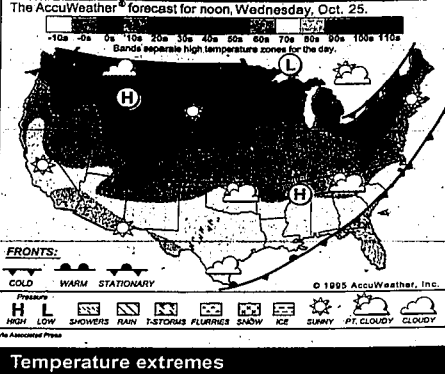 The AccuWeather® forecast for noon, Wednesday, Oct. 25.
-10s -0s 0s 10s 20s 30s 40s 50s 60s 70s 80s 90s 100s 110s
Bands separate high temperature zones for the day.
L
H
H
FRONTS:
COLD WARM STATIONARY
© 1995 AccuWeather, Inc.
Pressure
H L
HIGH LOW SHOWERS RAIN T-STORMS FLURRIES SNOW ICE SUNNY PT. CLOUDY CLOUDY
Via Associated Press
Temperature extremes